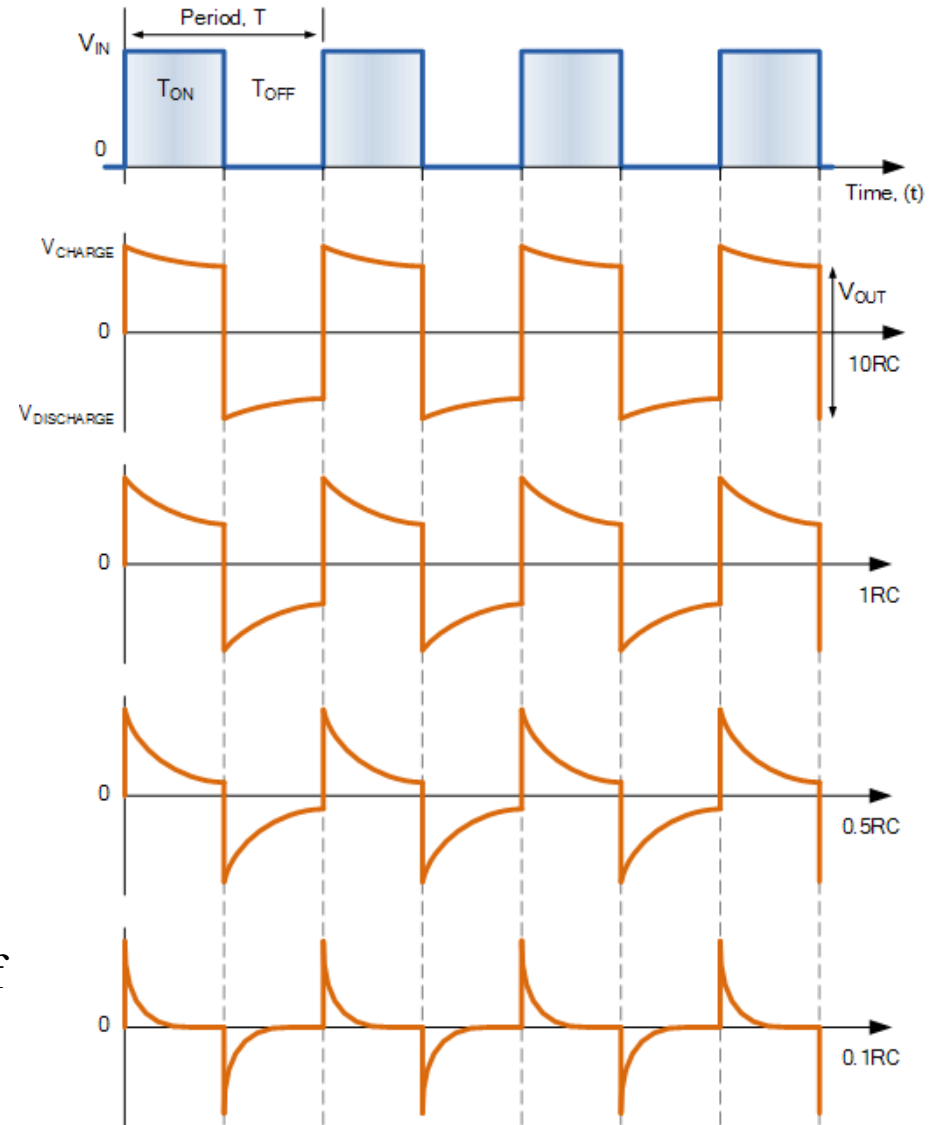 Period, T
VIN
TON
TOFF
0
Time, (t)
VCHARGE
VOUT
0
10RC
VDISCHARGE
0
1RC
0
0.5RC
f
0
0.1RC